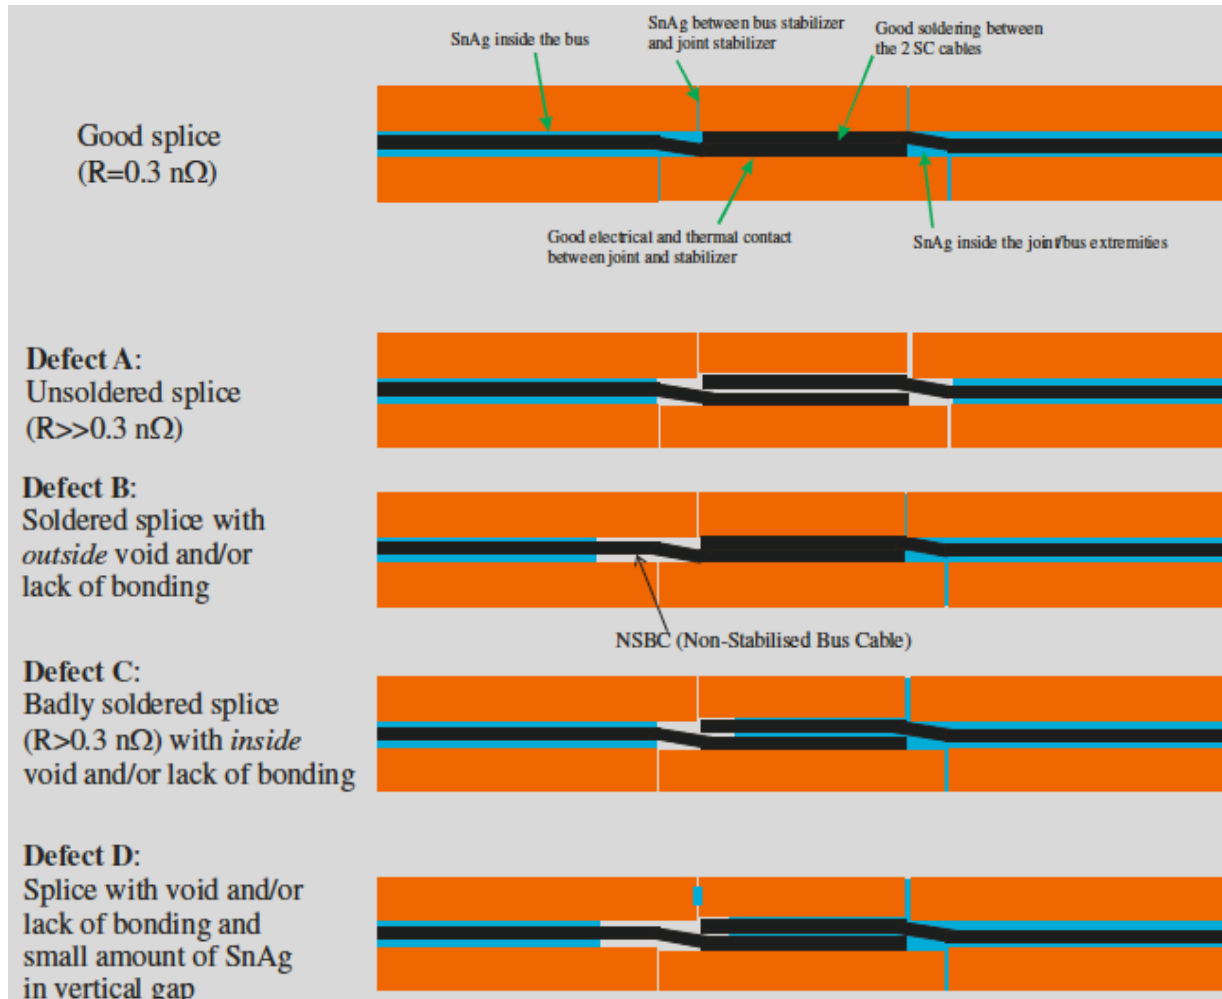 SnAg inside the bus
SnAg between bus stabilizer
and joint stabilizer
Good soldering between
the 2 SC cables
Good splice
(R=0.3 nΩ)
Good electrical and thermal contact
between joint and stabilizer
SnAg inside the joint/bus extremities
Defect A:
Unsoldered splice
(R>>0.3 nΩ)
Defect B:
Soldered splice with
outside void and/or
lack of bonding
NSBC (Non-Stabilised Bus Cable)
Defect C:
Badly soldered splice
(R>0.3 nΩ) with inside
void and/or lack of bonding
Defect D:
Splice with void and/or
lack of bonding and
small amount of SnAg
in vertical gap